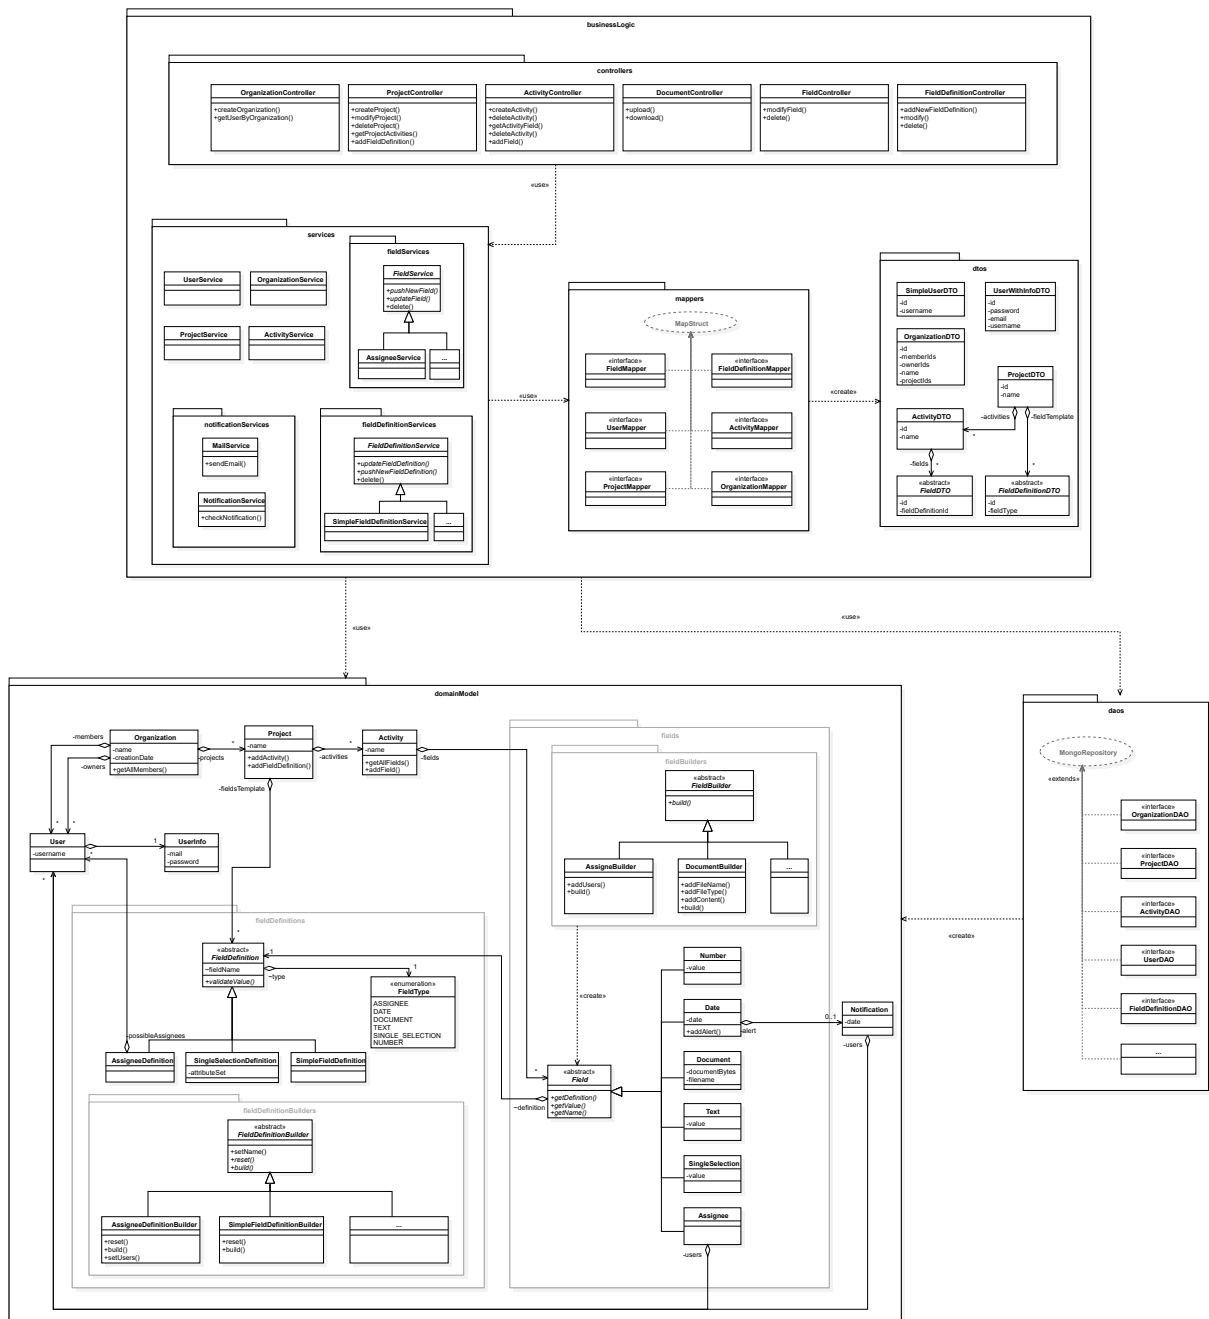 businessLogic
controllers
OrganizationController
+createOrganization()
+getUserByOrganization()
ProjectController
+createProject()
+modifyProject()
+deleteProject()
+getProjectActivities()
+addFieldDefinition()
ActivityController
+createActivity()
+deleteActivity()
+getActivityField()
+deleteActivity()
+addField()
DocumentController
+upload()
+download()
FieldController
+modifyField()
+delete()
FieldDefinitionController
+addNewFieldDefinition()
+modify()
+delete()
«use»
services
UserService
OrganizationService
ProjectService
ActivityService
fieldServices
FieldService
+pushNewField()
+updateField()
+delete()
AssigneeService
...
notificationServices
MailService
+sendEmail()
NotificationService
+checkNotification()
fieldDefinitionServices
FieldDefinitionService
+updateFieldDefinition()
+pushNewFieldDefinition()
+delete()
SimpleFieldDefinitionService
...
«use»
mappers
MapStruct
«interface»
FieldMapper
«interface»
FieldDefinitionMapper
«interface»
UserMapper
«interface»
ActivityMapper
«interface»
ProjectMapper
«interface»
OrganizationMapper
«create»
dtos
SimpleUserDTO
-id
-username
UserWithInfoDTO
-id
-password
-email
-username
OrganizationDTO
-id
-memberIds
-ownerIds
-name
-projectIds
ProjectDTO
-id
-name
-activities
*
-fieldTemplate
*
ActivityDTO
-id
-name
-fields
*
«abstract»
FieldDTO
-id
-fieldDefinitionId
«abstract»
FieldDefinitionDTO
-id
-fieldType
«use»
«use»
domainModel
-members
-owners
Organization
-name
-creationDate
+getAllMembers()
-projects
*
Project
-name
+addActivity()
+addFieldDefinition()
-activities
*
-fieldsTemplate
Activity
-name
+getAllFields()
+addField()
-fields
*
*
User
-username
*
*
1
UserInfo
-mail
-password
fieldDefinitions
*
«abstract»
FieldDefinition
~fieldName
+validateValue()
1
~type
1
«enumeration»
FieldType
ASSIGNEE
DATE
DOCUMENT
TEXT
SINGLE_SELECTION
NUMBER
-possibleAssignees
AssigneeDefinition
SingleSelectionDefinition
-attributeSet
SimpleFieldDefinition
fieldDefinitionBuilders
«abstract»
FieldDefinitionBuilder
+setName()
+reset()
+build()
AssigneeDefinitionBuilder
+reset()
+build()
+setUsers()
SimpleFieldDefinitionBuilder
+reset()
+build()
...
fields
fieldBuilders
«abstract»
FieldBuilder
+build()
AssigneBuilder
+addUsers()
+build()
DocumentBuilder
+addFileName()
+addFileType()
+addContent()
+build()
...
«create»
*
«abstract»
Field
+getDefinition()
+getValue()
+getName()
~definition
Number
-value
Date
-date
+addAlert()
-alert
0..1
Document
-documentBytes
-filename
Text
-value
SingleSelection
-value
Assignee
-users
Notification
-date
-users
«create»
daos
MongoRepository
«extends»
«interface»
OrganizationDAO
«interface»
ProjectDAO
«interface»
ActivityDAO
«interface»
UserDAO
«interface»
FieldDefinitionDAO
...